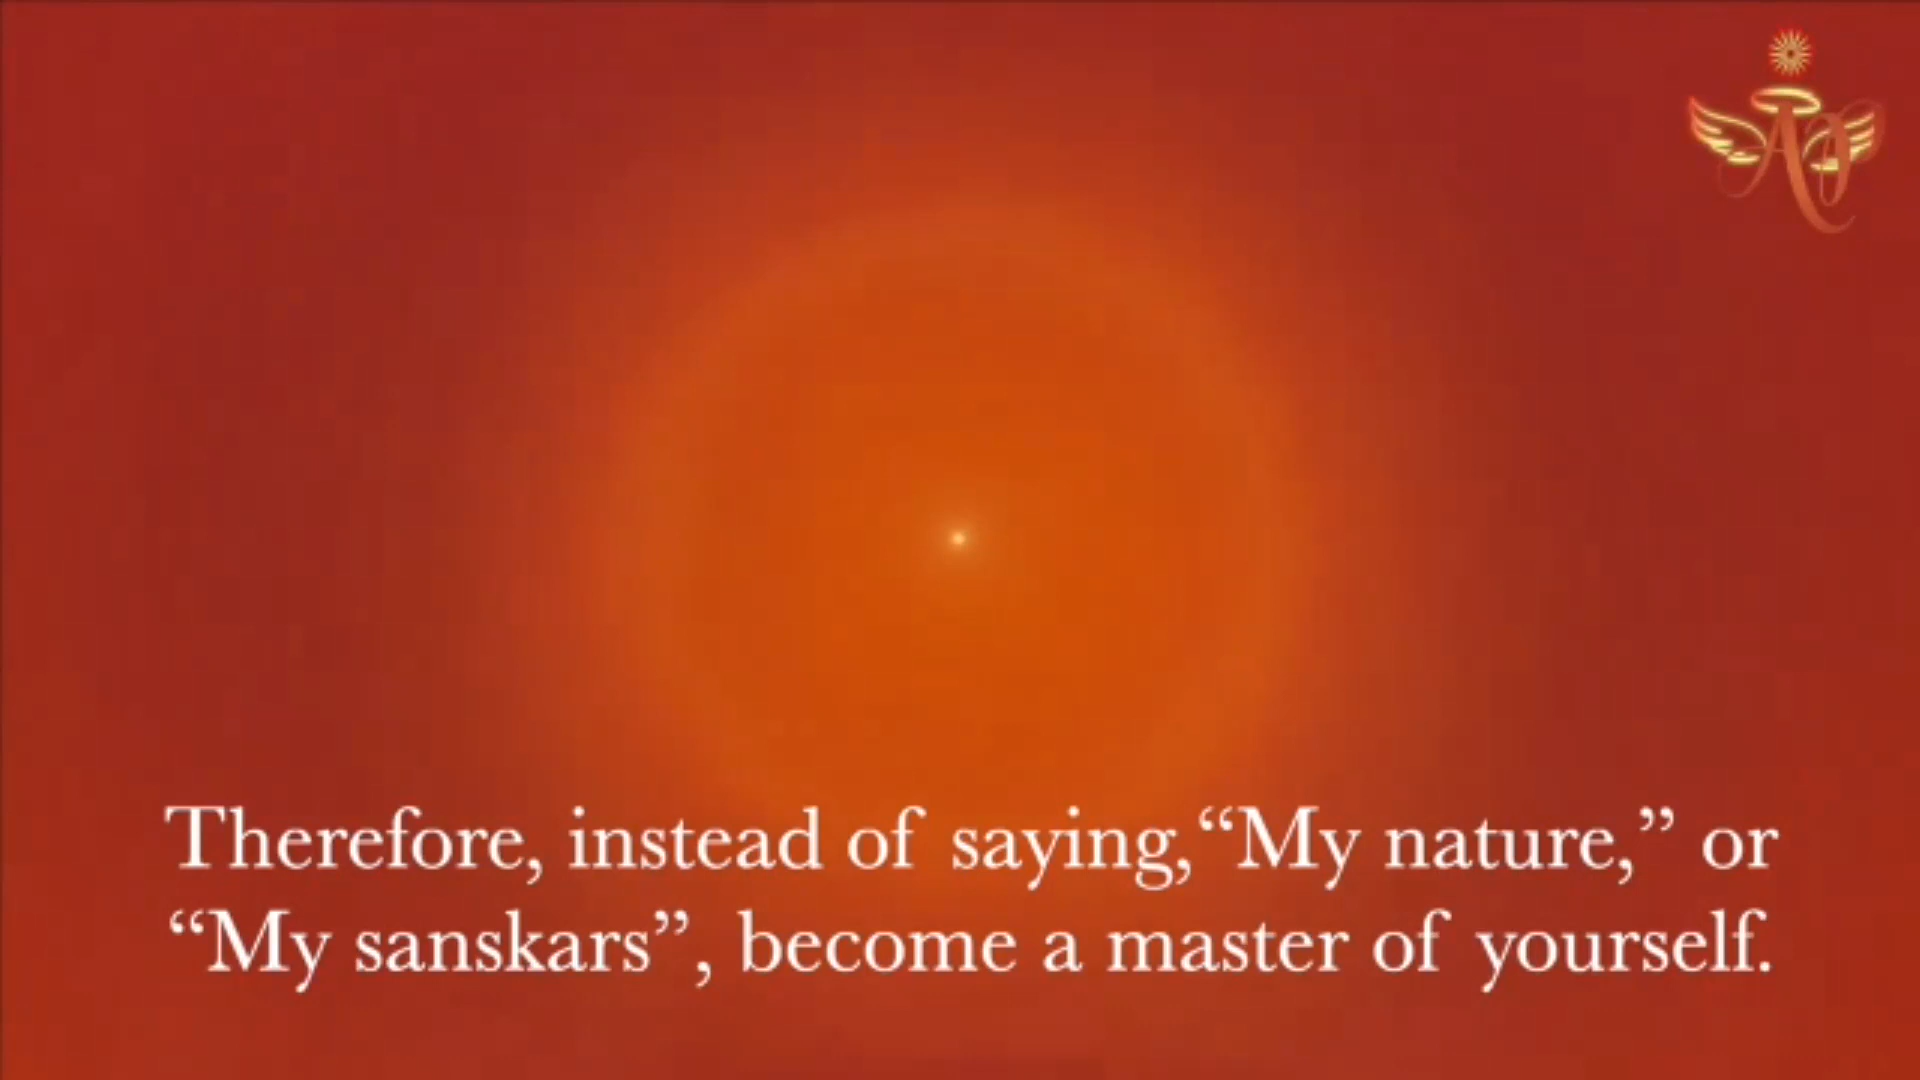 Therefore, instead of saying,“My nature,” or
“My sanskars”, become a master of yourself.